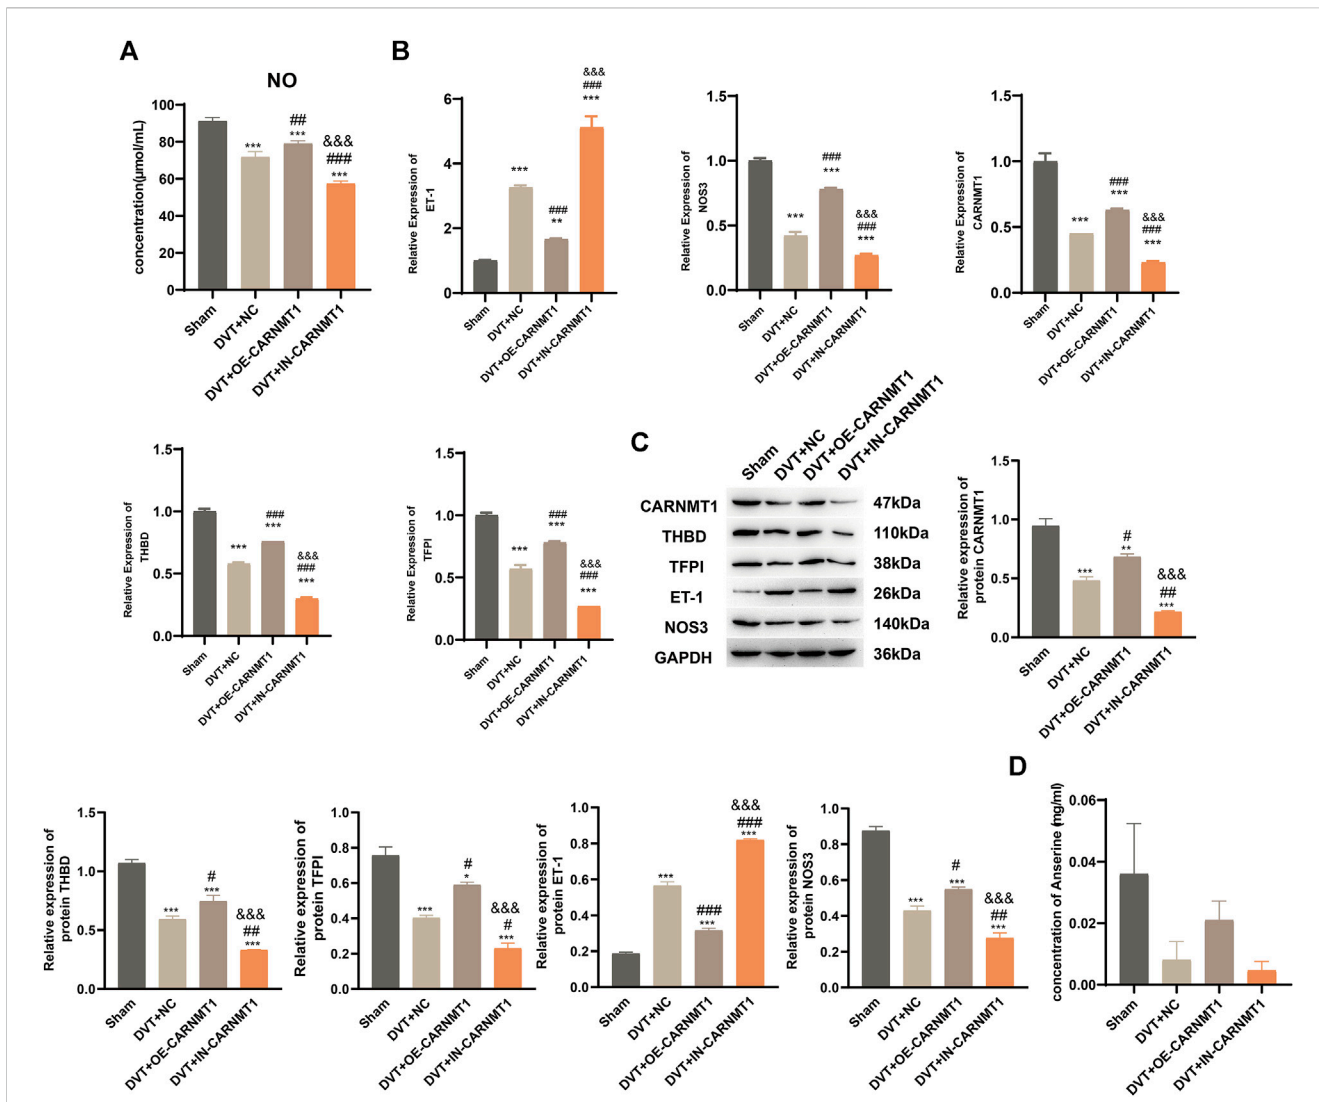 A
NO
concentration(μmol/mL)
100
80
60
40
20
0
***
##
***
&&&
###
***
Sham
DVT+NC
DVT+OE-CARNMT1
DVT+IN-CARNMT1
B
Relative Expression of
ET-1
6
4
2
0
***
###
**
&&&
###
***
Sham
DVT+NC
DVT+OE-CARNMT1
DVT+IN-CARNMT1
Relative Expression of
NOS3
1.5
1.0
0.5
0.0
***
###
***
&&&
###
***
Sham
DVT+NC
DVT+OE-CARNMT1
DVT+IN-CARNMT1
Relative Expression of
CARNMT1
1.5
1.0
0.5
0.0
***
###
***
&&&
###
***
Sham
DVT+NC
DVT+OE-CARNMT1
DVT+IN-CARNMT1
Relative Expression of
THBD
1.5
1.0
0.5
0.0
***
###
***
&&&
###
***
Sham
DVT+NC
DVT+OE-CARNMT1
DVT+IN-CARNMT1
Relative Expression of
TFPI
1.5
1.0
0.5
0.0
***
###
***
&&&
###
***
Sham
DVT+NC
DVT+OE-CARNMT1
DVT+IN-CARNMT1
C
Sham
DVT+NC
DVT+OE-CARNMT1
DVT+IN-CARNMT1
CARNMT1 47kDa
THBD 110kDa
TFPI 38kDa
ET-1 26kDa
NOS3 140kDa
GAPDH 36kDa
Relative expression of
protein CARNMT1
1.5
1.0
0.5
0.0
***
#
**
&&&
##
***
Sham
DVT+NC
DVT+OE-CARNMT1
DVT+IN-CARNMT1
Relative expression of
protein THBD
1.5
1.0
0.5
0.0
***
#
***
&&&
##
***
Sham
DVT+NC
DVT+OE-CARNMT1
DVT+IN-CARNMT1
Relative expression of
protein TFPI
1.0
0.8
0.6
0.4
0.2
0.0
***
#
*
&&&
#
***
Sham
DVT+NC
DVT+OE-CARNMT1
DVT+IN-CARNMT1
Relative expression of
protein ET-1
1.0
0.8
0.6
0.4
0.2
0.0
***
###
***
&&&
###
***
Sham
DVT+NC
DVT+OE-CARNMT1
DVT+IN-CARNMT1
Relative expression of
protein NOS3
1.0
0.8
0.6
0.4
0.2
0.0
***
#
***
&&&
##
***
Sham
DVT+NC
DVT+OE-CARNMT1
DVT+IN-CARNMT1
D
concentration of Anserine (ng/ml)
0.06
0.04
0.02
0.00
Sham
DVT+NC
DVT+OE-CARNMT1
DVT+IN-CARNMT1